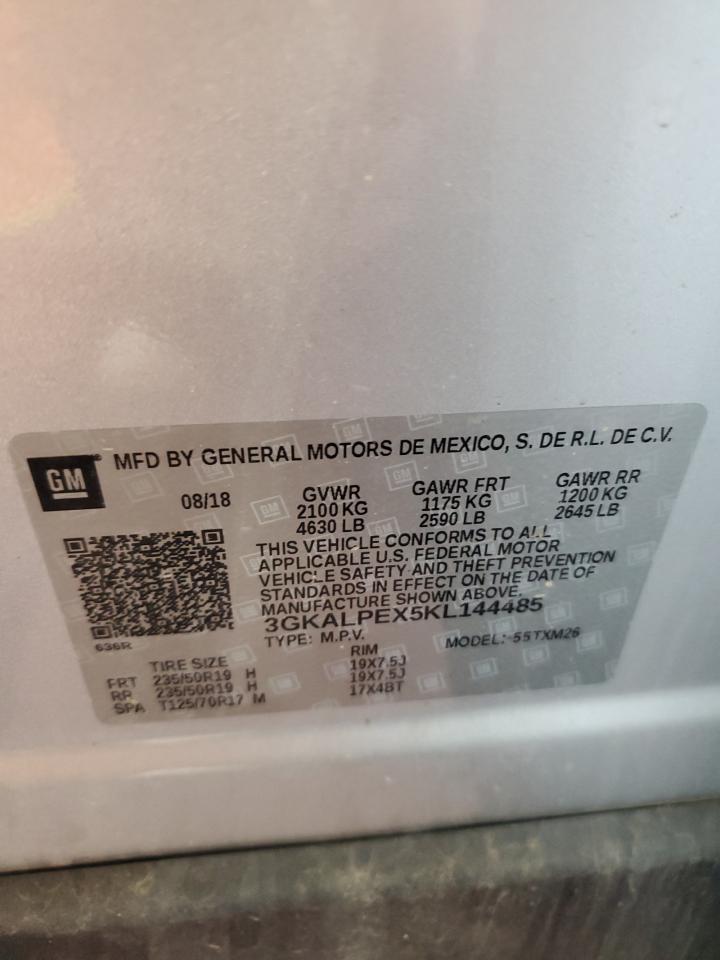 GM
MFD BY GENERAL MOTORS DE MEXICO, S. DE R.L. DE C.V.
08/18
GVWR
2100 KG
4630 LB
GAWR FRT
1175 KG
2590 LB
GAWR RR
1200 KG
2645 LB
THIS VEHICLE CONFORMS TO ALL
APPLICABLE U.S. FEDERAL MOTOR
VEHICLE SAFETY AND THEFT PREVENTION
STANDARDS IN EFFECT ON THE DATE OF
MANUFACTURE SHOWN ABOVE.
3GKALPEX5KL144485
TYPE: M.P.V.
MODEL: 55TXM26
636R
TIRE SIZE RIM
FRT 235/50R19 H 19X7.5J
RR 235/50R19 H 19X7.5J
SPA T125/70R17 M 17X4BT